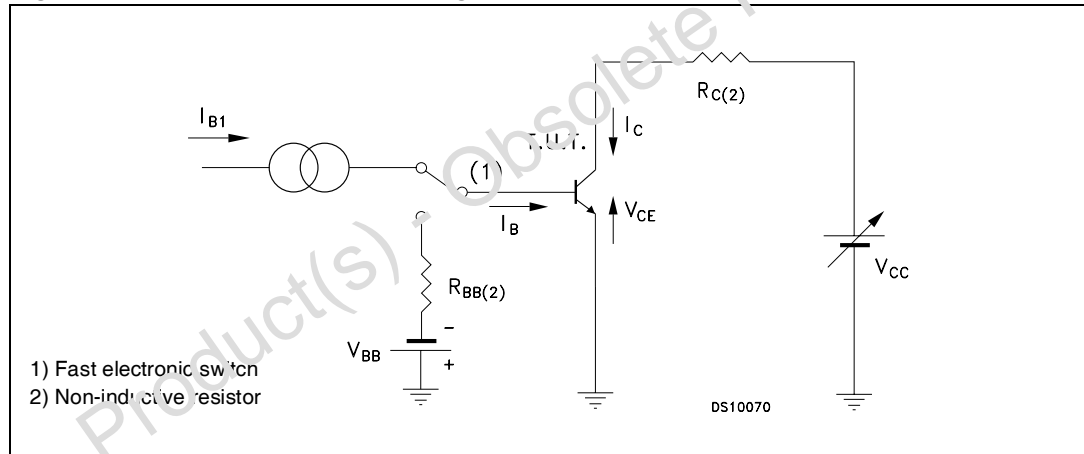 I_B1
(1)
I_B
T.U.T.
I_C
V_CE
R_C(2)
V_CC
R_BB(2)
V_BB
-
+
1) Fast electronic switch
2) Non-inductive resistor
DS10070
Product(s) - Obsolete